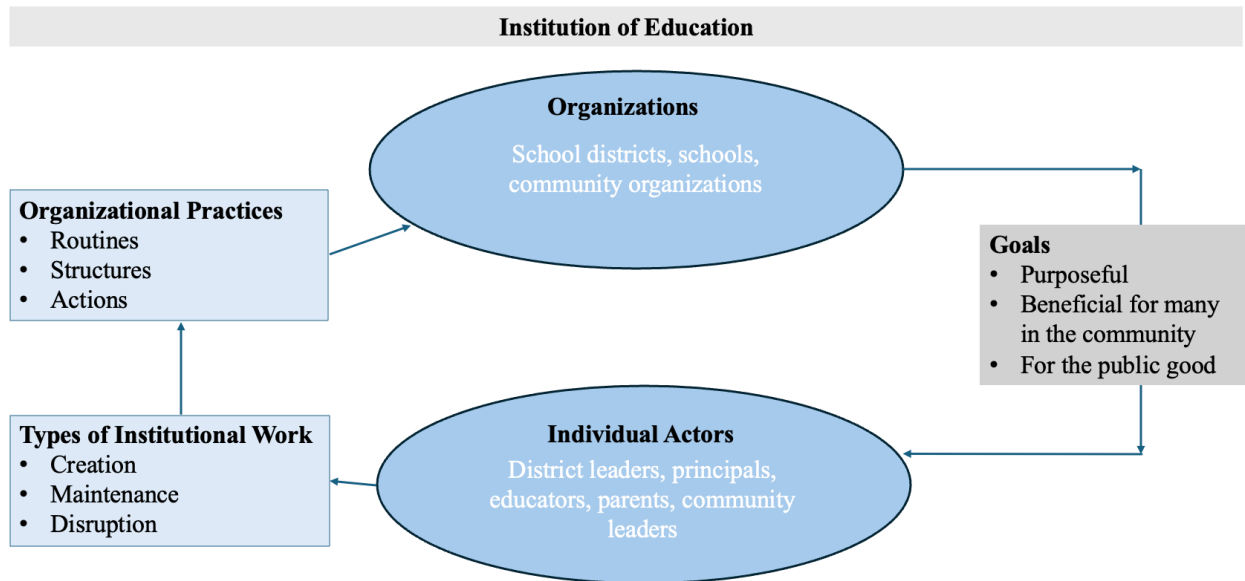 Institution of Education
Organizations
School districts, schools,
community organizations
Organizational Practices
• Routines
• Structures
• Actions
Goals
• Purposeful
• Beneficial for many
in the community
• For the public good
Types of Institutional Work
• Creation
• Maintenance
• Disruption
Individual Actors
District leaders, principals,
educators, parents, community
leaders